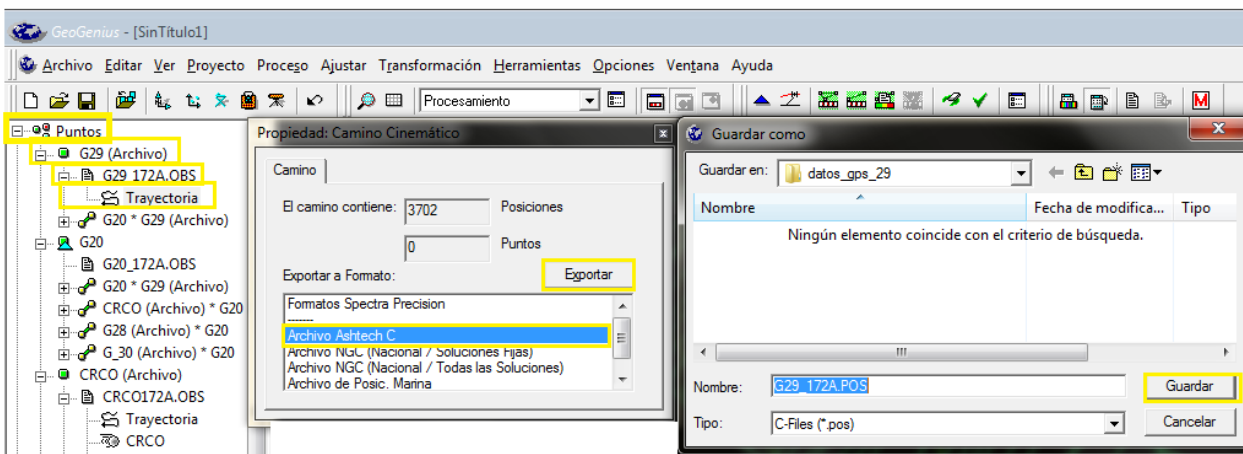 GeoGenius - [SinTítulo1]
Archivo Editar Ver Proyecto Proceso Ajustar Transformación Herramientas Opciones Ventana Ayuda
Procesamiento
M
Puntos
G29 (Archivo)
G29_172A.OBS
Trayectoria
G20 * G29 (Archivo)
G20
G20_172A.OBS
G20 * G29 (Archivo)
CRCO (Archivo) * G20
G28 (Archivo) * G20
G_30 (Archivo) * G20
CRCO (Archivo)
CRCO172A.OBS
Trayectoria
CRCO
Propiedad: Camino Cinemático
x
Camino
El camino contiene: 3702 Posiciones
0 Puntos
Exportar a Formato: Exportar
Formatos Spectra Precision
-------
Archivo Ashtech C
Archivo NGC (Nacional / Soluciones Fijas)
Archivo NGC (Nacional / Todas las Soluciones)
Archivo de Posic. Marina
Guardar como
x
Guardar en: datos_gps_29
Nombre Fecha de modifica... Tipo
Ningún elemento coincide con el criterio de búsqueda.
Nombre: G29_172A.POS Guardar
Tipo: C-Files (*.pos) Cancelar